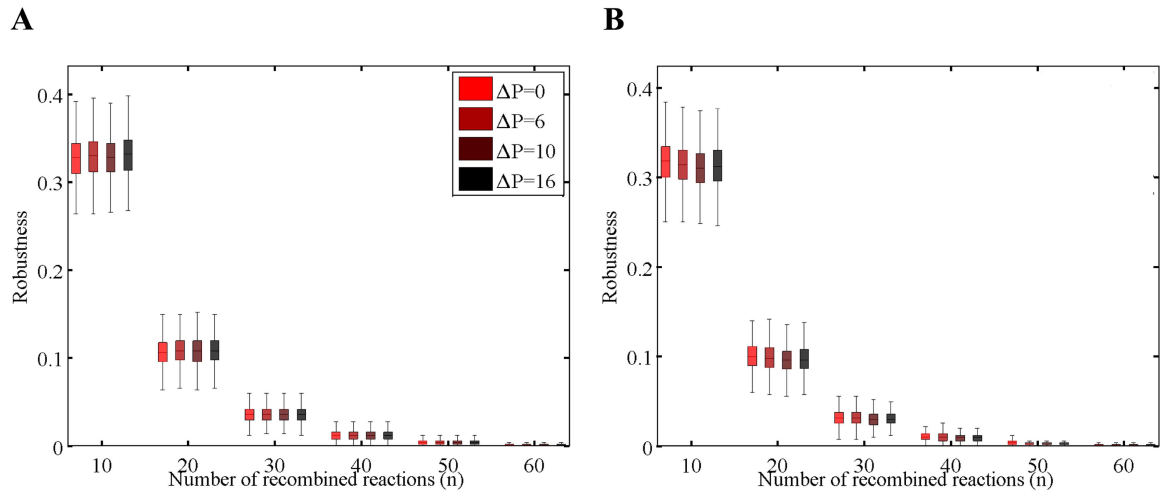 A
Robustness
0.4
0.3
0.2
0.1
0
10 20 30 40 50 60
Number of recombined reactions (n)
ΔP=0
ΔP=6
ΔP=10
ΔP=16
B
Robustness
0.4
0.3
0.2
0.1
0
10 20 30 40 50 60
Number of recombined reactions (n)